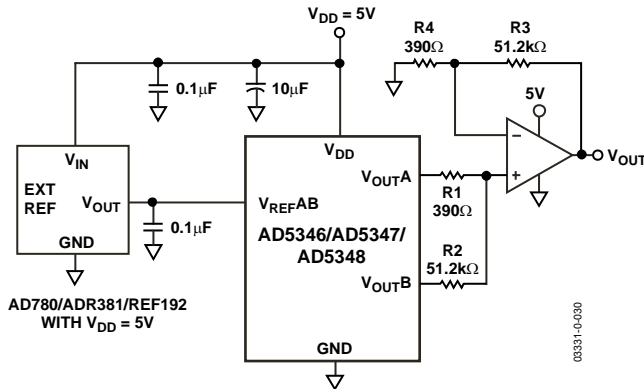 V_DD = 5V
R4
390Ω
R3
51.2kΩ
0.1μF
10μF
5V
V_IN
EXT
REF
V_OUT
GND
0.1μF
V_DD
V_REFAB
AD5346/AD5347/
AD5348
V_OUTA
V_OUTB
GND
R1
390Ω
R2
51.2kΩ
−
+
V_OUT
AD780/ADR381/REF192
WITH V_DD = 5V
03331-0-030